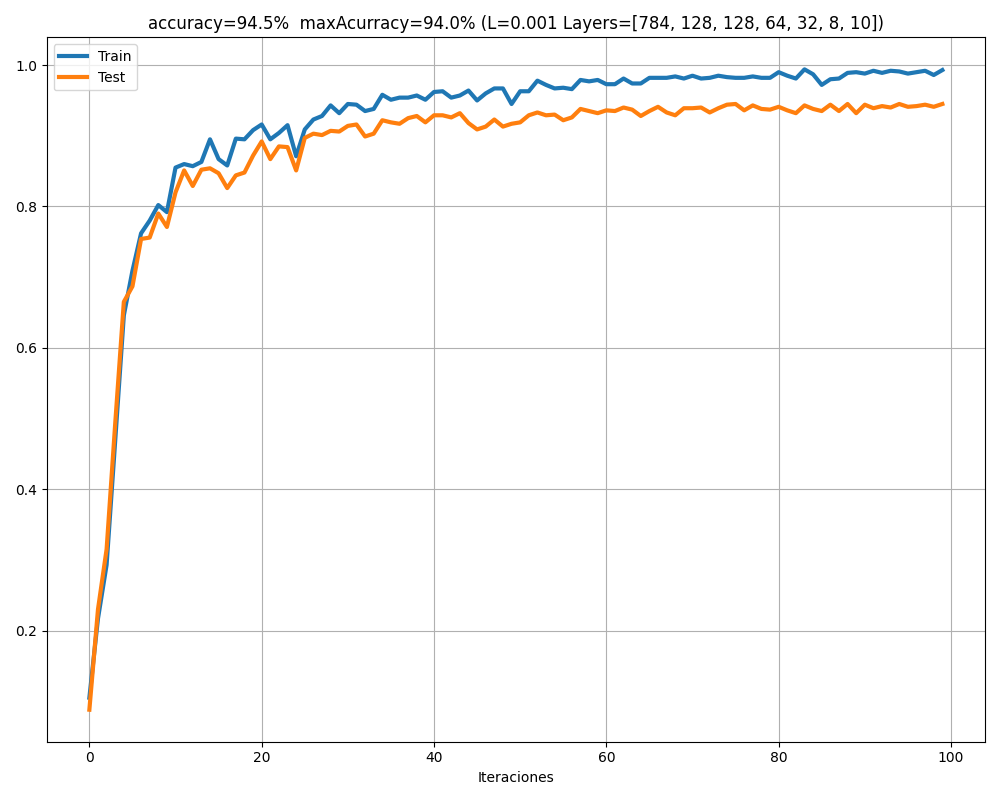 accuracy=94.5%  maxAcurracy=94.0% (L=0.001 Layers=[784, 128, 128, 64, 32, 8, 10])
Train
Test
1.0
0.8
0.6
0.4
0.2
0 20 40 60 80 100
Iteraciones